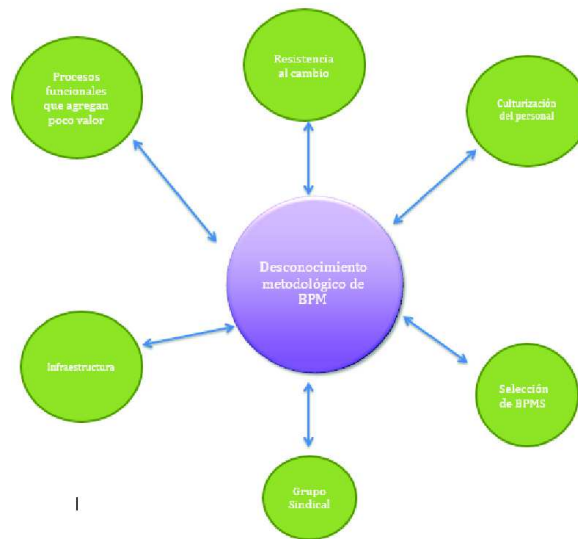 Resistencia
al cambio
Procesos
funcionales
que agregan
poco valor
Culturización
del personal
Desconocimiento
metodológico de
BPM
Infraestructura
Selección
de BPMS
Grupo
Sindical